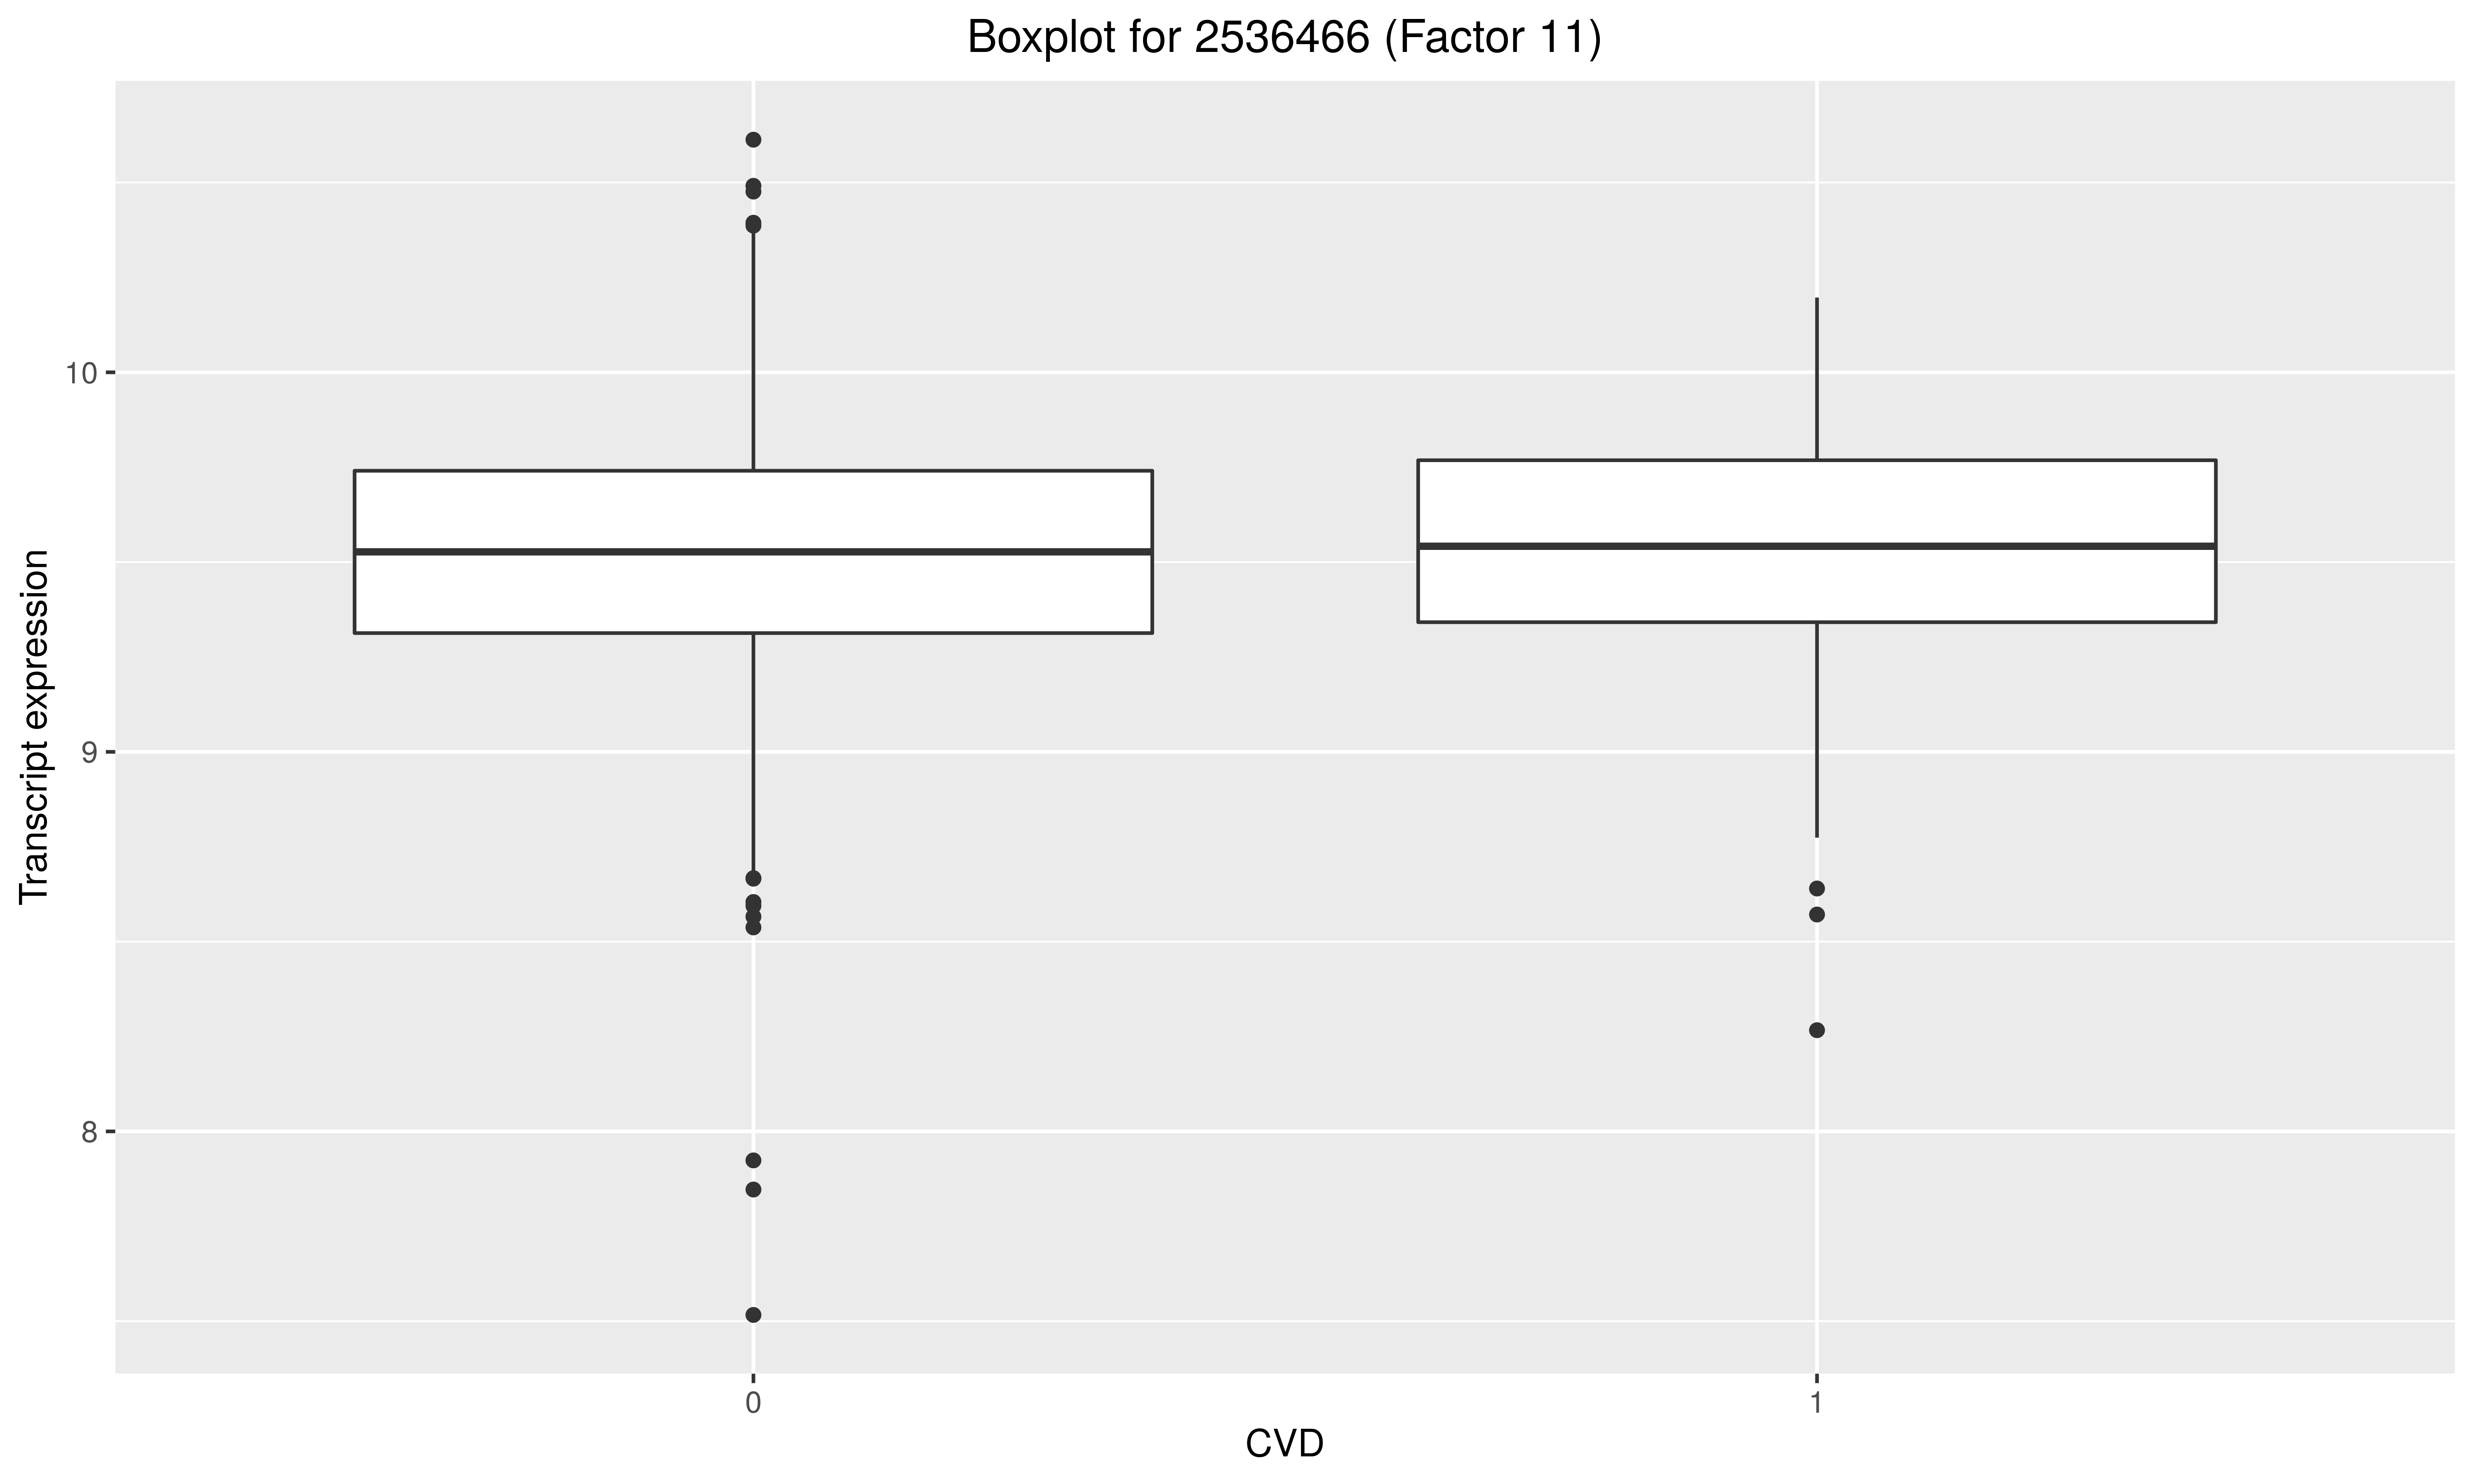 Boxplot for 2536466 (Factor 11)
Transcript expression
10
9
8
0
1
CVD